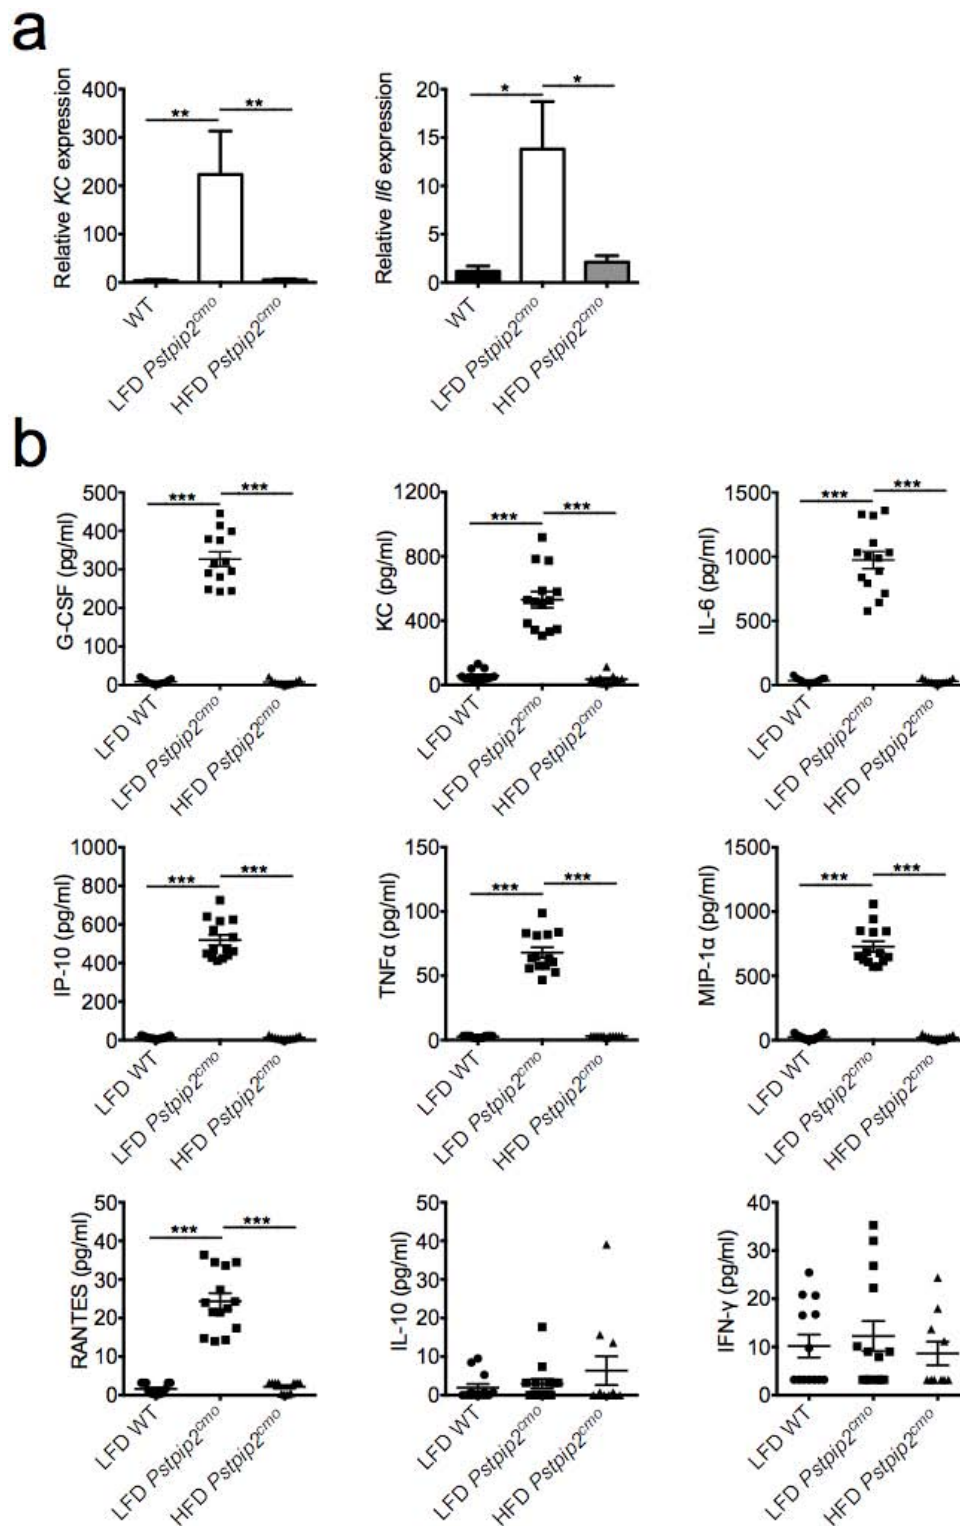 a
Relative KC expression
400
300
200
100
0
**
**
WT
LFD Pstpip2cmo
HFD Pstpip2cmo
Relative Il6 expression
20
15
10
5
0
*
*
WT
LFD Pstpip2cmo
HFD Pstpip2cmo
b
G-CSF (pg/ml)
500
400
300
200
100
0
***
***
LFD WT
LFD Pstpip2cmo
HFD Pstpip2cmo
KC (pg/ml)
1200
800
400
0
***
***
LFD WT
LFD Pstpip2cmo
HFD Pstpip2cmo
IL-6 (pg/ml)
1500
1000
500
0
***
***
LFD WT
LFD Pstpip2cmo
HFD Pstpip2cmo
IP-10 (pg/ml)
1000
800
600
400
200
0
***
***
LFD WT
LFD Pstpip2cmo
HFD Pstpip2cmo
TNFα (pg/ml)
150
100
50
0
***
***
LFD WT
LFD Pstpip2cmo
HFD Pstpip2cmo
MIP-1α (pg/ml)
1500
1000
500
0
***
***
LFD WT
LFD Pstpip2cmo
HFD Pstpip2cmo
RANTES (pg/ml)
50
40
30
20
10
0
***
***
LFD WT
LFD Pstpip2cmo
HFD Pstpip2cmo
IL-10 (pg/ml)
50
40
30
20
10
0
LFD WT
LFD Pstpip2cmo
HFD Pstpip2cmo
IFN-γ (pg/ml)
40
30
20
10
0
LFD WT
LFD Pstpip2cmo
HFD Pstpip2cmo